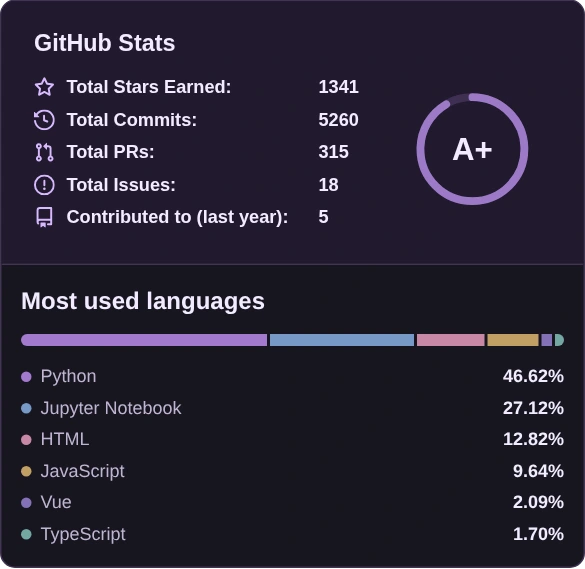 GitHub Stats
Total Stars Earned: 1341
Total Commits: 5260
Total PRs: 315
Total Issues: 18
Contributed to (last year): 5
A+
Most used languages
Python 46.62%
Jupyter Notebook 27.12%
HTML 12.82%
JavaScript 9.64%
Vue 2.09%
TypeScript 1.70%